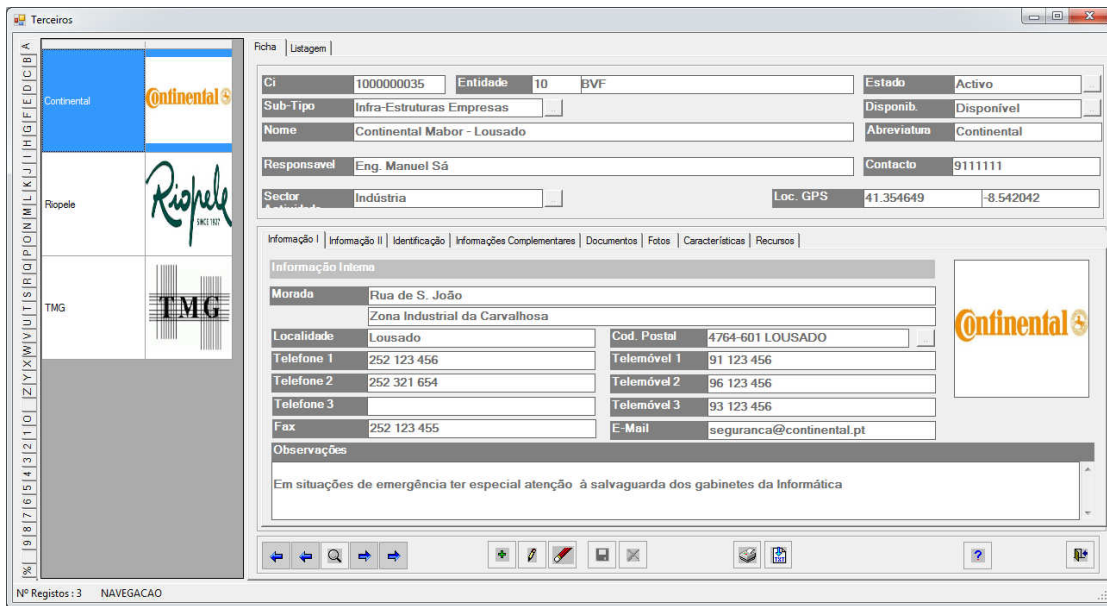 Terceiros
A B C D E F G H I J K L M N O P Q R S T U V W X Y Z 0 1 2 3 4 5 6 7 8 9 %
Continental
Continental
Riopele
Riopele
SINCE 1927
TMG
TMG
Ficha Listagem
Ci 1000000035 Entidade 10 BVF Estado Activo
Sub-Tipo Infra-Estruturas Empresas Disponib. Disponível
Nome Continental Mabor - Lousado Abreviatura Continental
Responsavel Eng. Manuel Sá Contacto 9111111
Sector Indústria Loc. GPS 41.354649 -8.542042
Informação I Informação II Identificação Informações Complementares Documentos Fotos Características Recursos
Informação Interna
Morada Rua de S. João
Zona Industrial da Carvalhosa
Continental
Localidade Lousado Cod. Postal 4764-601 LOUSADO
Telefone 1 252 123 456 Telemóvel 1 91 123 456
Telefone 2 252 321 654 Telemóvel 2 96 123 456
Telefone 3 Telemóvel 3 93 123 456
Fax 252 123 455 E-Mail seguranca@continental.pt
Observações
Em situações de emergência ter especial atenção à salvaguarda dos gabinetes da Informática
TXT
?
Nº Registos : 3 NAVEGACAO